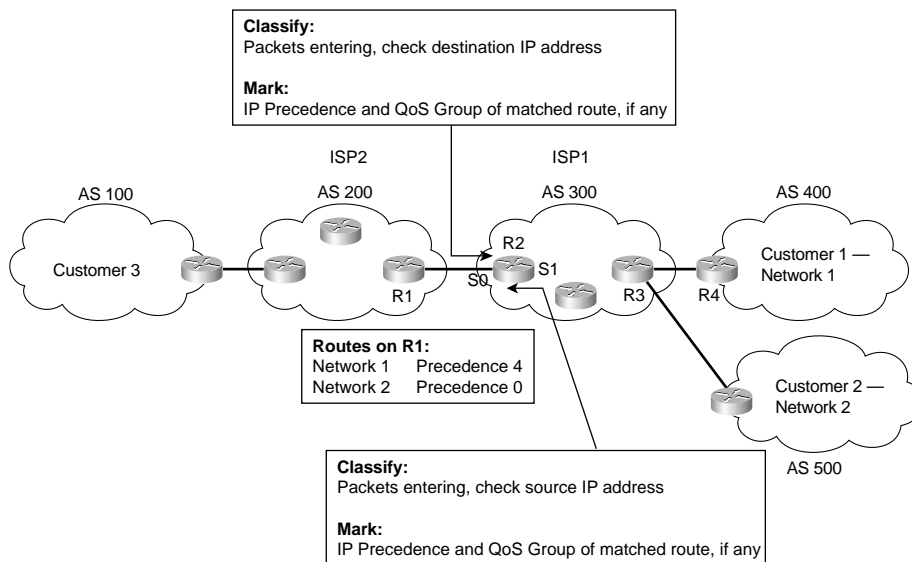 Classify:
Packets entering, check destination IP address
Mark:
IP Precedence and QoS Group of matched route, if any
ISP2
ISP1
AS 100
AS 200
AS 300
AS 400
Customer 3
R2
S1
S0
R1
R3
R4
Customer 1 —
Network 1
Routes on R1:
Network 1 Precedence 4
Network 2 Precedence 0
Customer 2 —
Network 2
AS 500
Classify:
Packets entering, check source IP address
Mark:
IP Precedence and QoS Group of matched route, if any